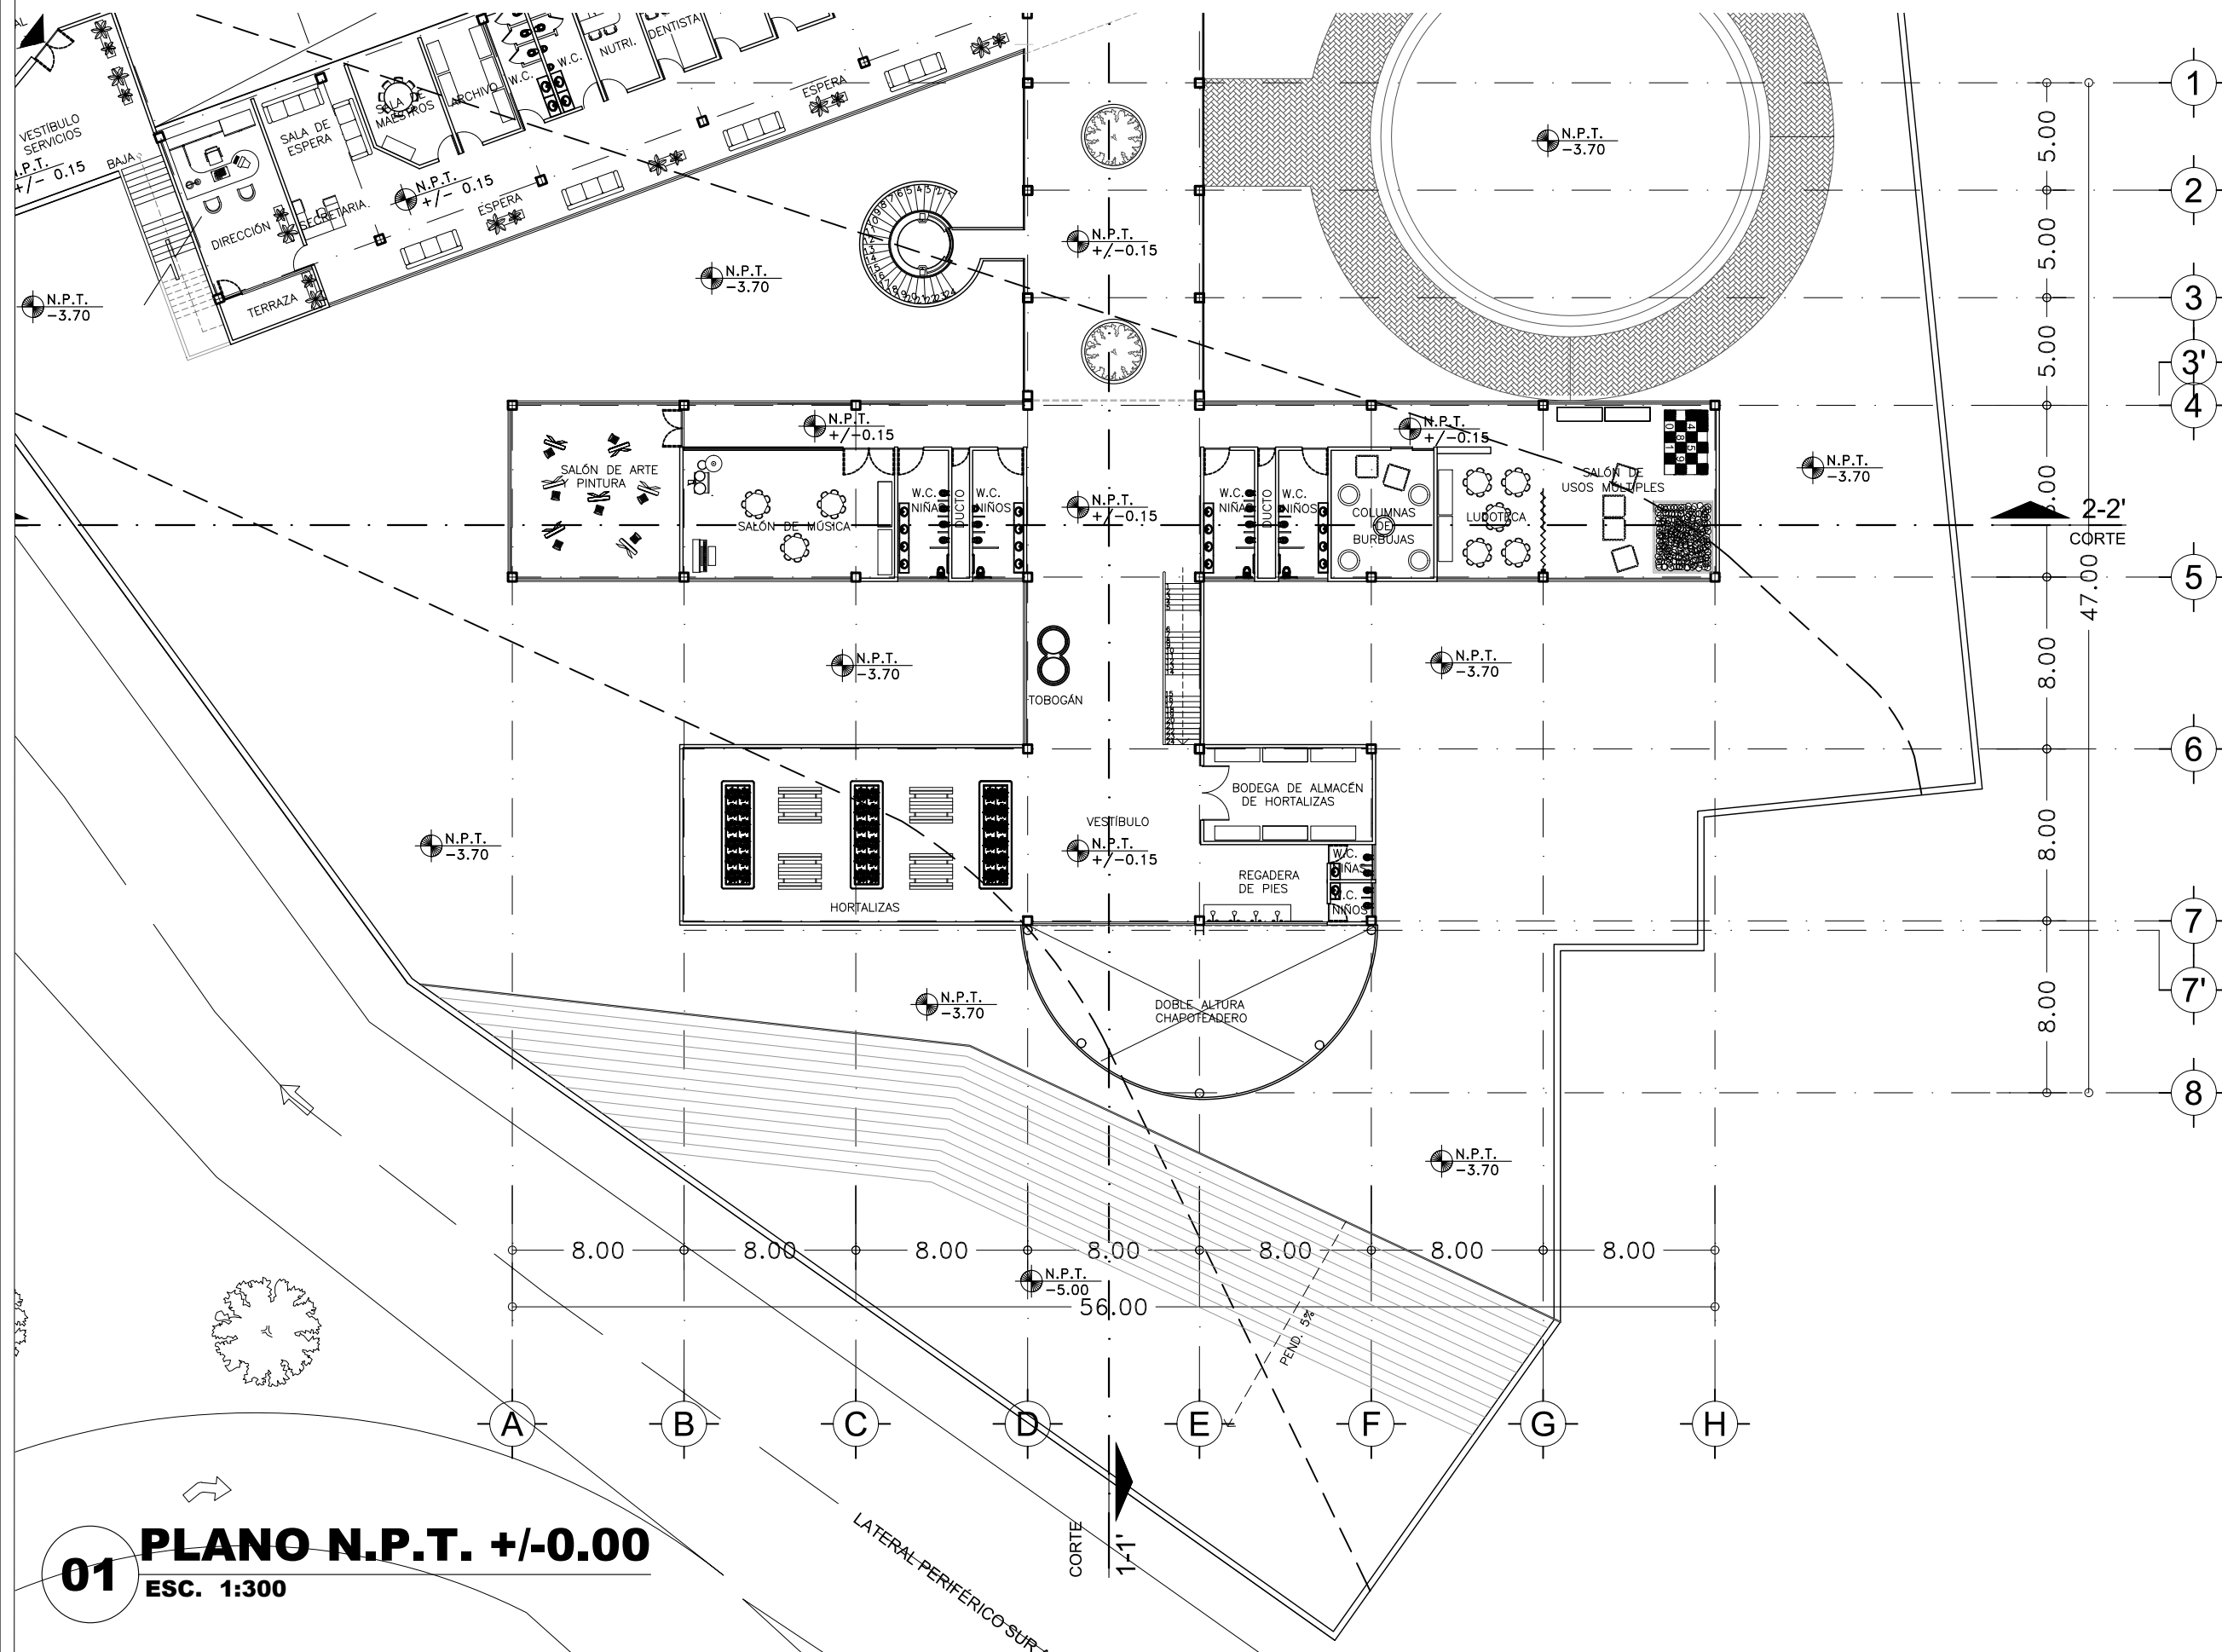 AL
VESTÍBULO
SERVICIOS
N.P.T.
+/- 0.15
BAJA
DIRECCIÓN
SECRETARIA.
TERRAZA
SALA DE
ESPERA
SALA DE
MAESTROS
ARCHIVO
W.C.
W.C.
NUTRI.
DENTISTA
N.P.T.
+/- 0.15
ESPERA
ESPERA
N.P.T.
-3.70
N.P.T.
-3.70
N.P.T.
+/-0.15
N.P.T.
-3.70
1
2
3
3'
4
5
6
7
7'
8
5.00
5.00
5.00
8.00
8.00
8.00
8.00
47.00
N.P.T.
+/-0.15
N.P.T.
+/-0.15
N.P.T.
-3.70
SALÓN DE ARTE
Y PINTURA
SALÓN DE MÚSICA
W.C.
NIÑAS
DUCTO
W.C.
NIÑOS
N.P.T.
+/-0.15
W.C.
NIÑAS
DUCTO
W.C.
NIÑOS
COLUMNAS
DE
BURBUJAS
LUDOTECA
SALÓN DE
USOS MÚLTIPLES
2-2'
CORTE
N.P.T.
-3.70
TOBOGÁN
N.P.T.
-3.70
N.P.T.
-3.70
HORTALIZAS
VESTÍBULO
N.P.T.
+/-0.15
BODEGA DE ALMACÉN
DE HORTALIZAS
REGADERA
DE PIES
W.C.
NIÑAS
W.C.
NIÑOS
N.P.T.
-3.70
DOBLE ALTURA
CHAPOTEADERO
N.P.T.
-3.70
8.00
8.00
8.00
8.00
8.00
8.00
8.00
N.P.T.
-5.00
56.00
PEND. 5%
A
B
C
D
E
F
G
H
CORTE
1-1'
LATERAL PERIFÉRICO SUR
01
PLANO N.P.T. +/-0.00
ESC. 1:300